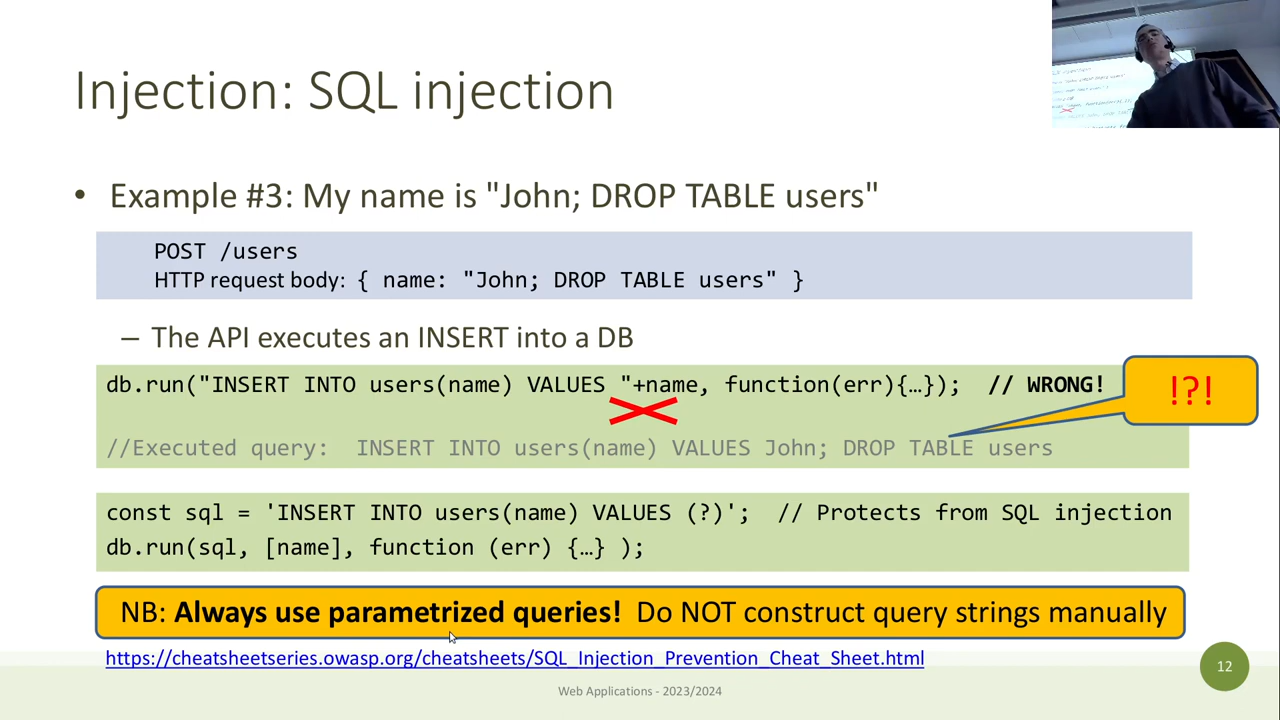 Injection: SQL injection
• Example #3: My name is "John; DROP TABLE users"
POST /users
HTTP request body: { name: "John; DROP TABLE users" }
– The API executes an INSERT into a DB
db.run("INSERT INTO users(name) VALUES "+name, function(err){…}); // WRONG!
!?!
//Executed query: INSERT INTO users(name) VALUES John; DROP TABLE users
const sql = 'INSERT INTO users(name) VALUES (?)'; // Protects from SQL injection
db.run(sql, [name], function (err) {…} );
NB: Always use parametrized queries! Do NOT construct query strings manually
https://cheatsheetseries.owasp.org/cheatsheets/SQL_Injection_Prevention_Cheat_Sheet.html
12
Web Applications - 2023/2024